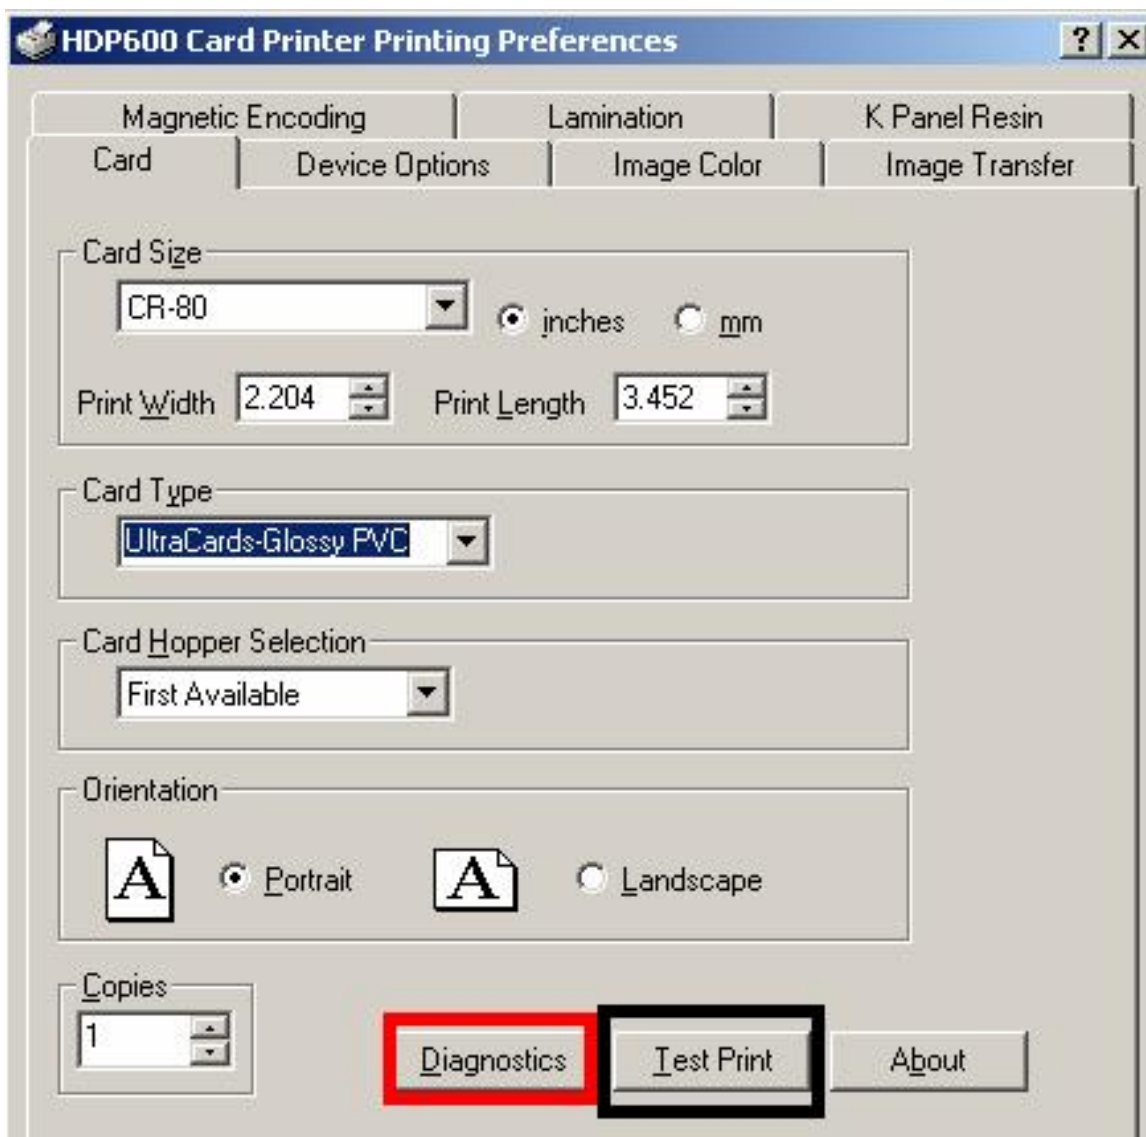 HDP600 Card Printer Printing Preferences
Magnetic Encoding Lamination K Panel Resin
Card Device Options Image Color Image Transfer
Card Size
CR-80 inches mm
Print Width 2.204 Print Length 3.452
Card Type
UltraCards-Glossy PVC
Card Hopper Selection
First Available
Orientation
A Portrait A Landscape
Copies
1
Diagnostics Test Print About